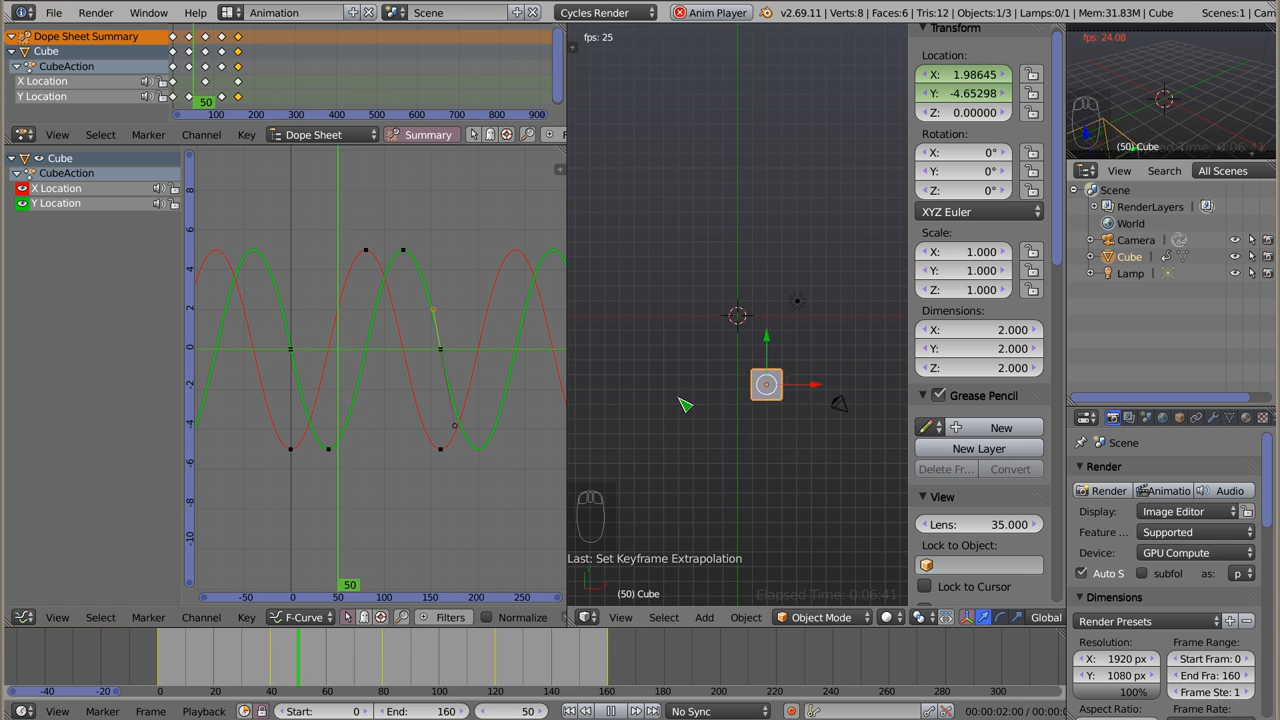 File Render Window Help Animation Scene Cycles Render Anim Player v2.69.11 | Verts:8 | Faces:6 | Tris:12 | Objects:1/3 | Lamps:0/1 | Mem:31.83M | Cube Scenes:1 | Cam
Dope Sheet Summary
Cube
CubeAction
X Location
Y Location
50
100 200 300 400 500 600 700 800 900
View Select Marker Channel Key Dope Sheet Summary F
Cube
CubeAction
X Location
Y Location
8
6
4
2
0
-2
-4
-6
-8
-10
50
-50 0 50 100 150 200 250
View Select Marker Channel Key F-Curve Filters Normalize
fps: 25
Last: Set Keyframe Extrapolation
(50) Cube
Elapsed Time: 0:06:41
View Select Add Object Object Mode Global
Transform
Location:
X: 1.98645
Y: -4.65298
Z: 0.00000
Rotation:
X: 0°
Y: 0°
Z: 0°
XYZ Euler
Scale:
X: 1.000
Y: 1.000
Z: 1.000
Dimensions:
X: 2.000
Y: 2.000
Z: 2.000
Grease Pencil
New
New Layer
Delete Fr... Convert
View
Lens: 35.000
Lock to Object:
Lock to Cursor
fps: 24.08
(50) Cube
View Search All Scenes
Scene
RenderLayers
World
Camera
Cube
Lamp
Scene
Render
Render Animatio Audio
Display: Image Editor
Feature ... Supported
Device: GPU Compute
Auto S subfol as: p
Dimensions
Render Presets
Resolution: Frame Range:
X: 1920 px Start Fram: 0
Y: 1080 px End Fra: 160
100% Frame Ste: 1
Aspect Ratio: Frame Rate:
-40 -20 0 20 40 60 80 100 120 140 160 180 200 220 240 260 280 300
View Marker Frame Playback Start: 0 End: 160 50 No Sync 00:00:02:00 / 00:00:0